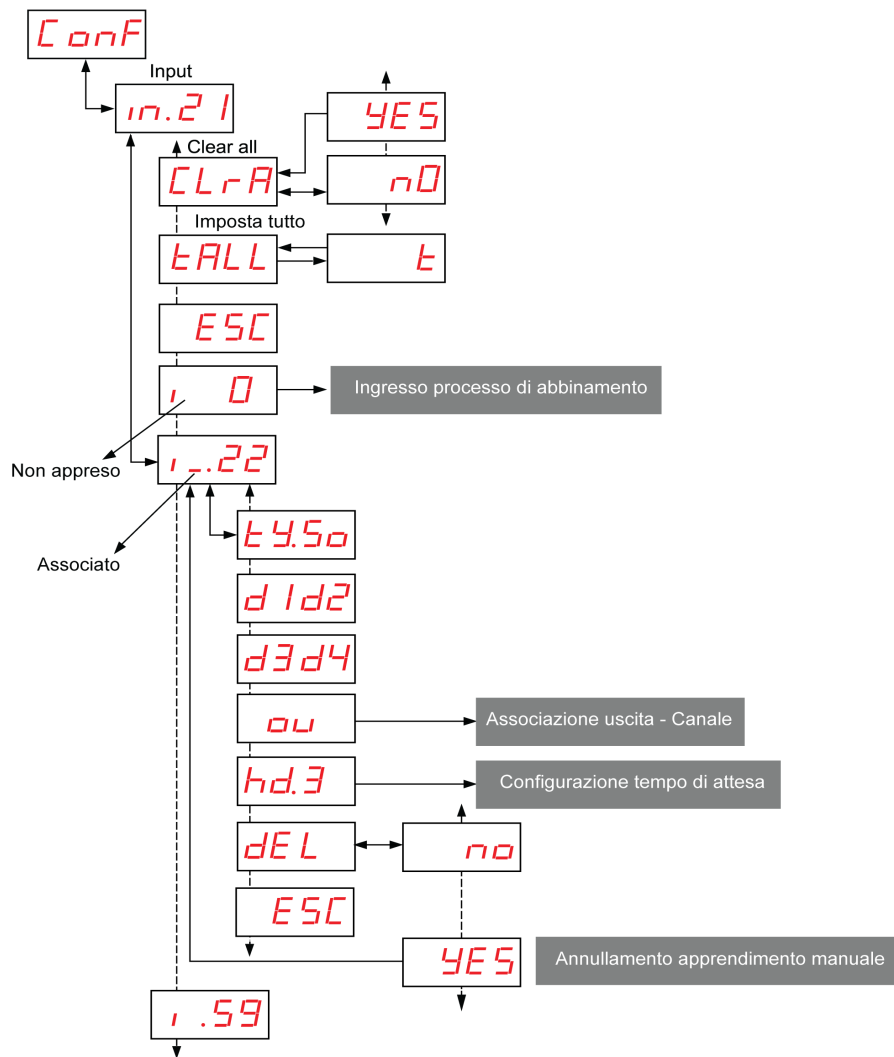 ConF
Input
in.21
Clear all
YES
CLrA
nO
Imposta tutto
tALL
t
ESC
i 0
Ingresso processo di abbinamento
Non appreso
i_.22
Associato
tY.So
d1d2
d3d4
ou
Associazione uscita - Canale
hd.3
Configurazione tempo di attesa
dEL
no
ESC
YES
Annullamento apprendimento manuale
i .59